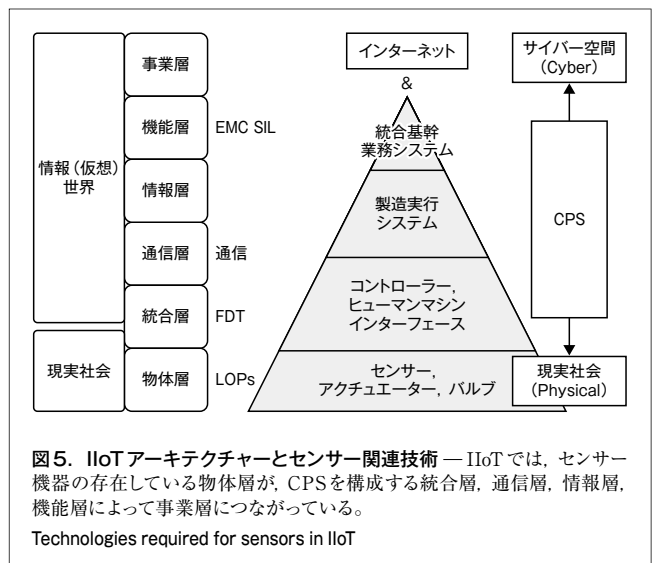 情報（仮想）
世界
現実社会
事業層
機能層
情報層
通信層
統合層
物体層
EMC SIL
通信
FDT
LOPs
インターネット
&
統合基幹
業務システム
製造実行
システム
コントローラー，
ヒューマンマシン
インターフェース
センサー，
アクチュエーター，バルブ
サイバー空間
（Cyber）
CPS
現実社会
（Physical）
図5．IIoTアーキテクチャーとセンサー関連技術 — IIoTでは，センサー
機器の存在している物体層が，CPSを構成する統合層，通信層，情報層，
機能層によって事業層につながっている。
Technologies required for sensors in IIoT